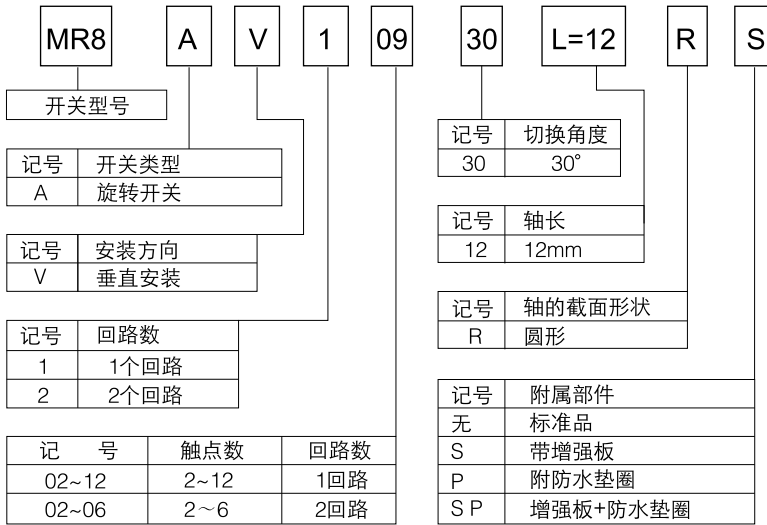 MR8 A V 1 09 30 L=12 R S
开关型号
记号 开关类型
A 旋转开关
记号 安装方向
V 垂直安装
记号 回路数
1 1个回路
2 2个回路
记 号 触点数 回路数
02~12 2~12 1回路
02~06 2～6 2回路
记号 切换角度
30 30°
记号 轴长
12 12mm
记号 轴的截面形状
R 圆形
记号 附属部件
无 标准品
S 带增强板
P 附防水垫圈
S P 增强板+防水垫圈